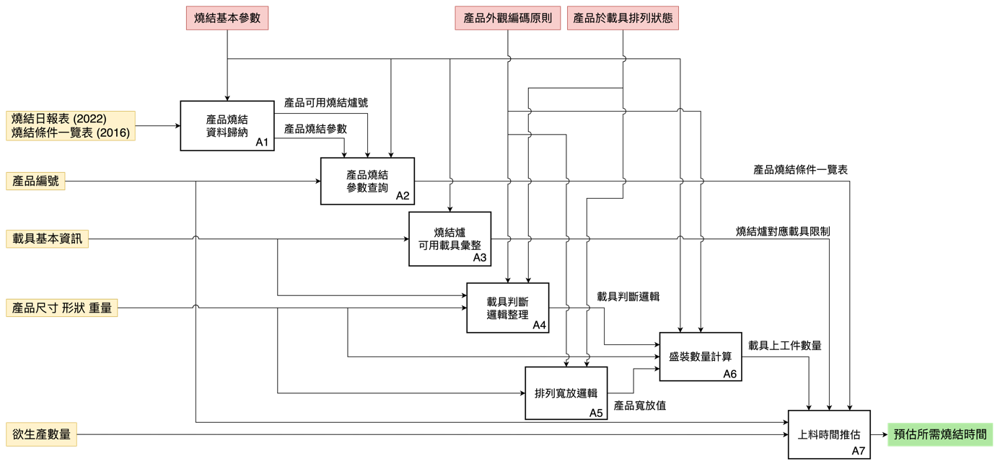 燒結基本參數
產品外觀編碼原則
產品於載具排列狀態
燒結日報表 (2022)
燒結條件一覽表 (2016)
產品燒結
資料歸納
A1
產品可用燒結爐號
產品燒結參數
產品編號
產品燒結
參數查詢
A2
產品燒結條件一覽表
載具基本資訊
燒結爐
可用載具彙整
A3
燒結爐對應載具限制
產品尺寸 形狀 重量
載具判斷
邏輯整理
A4
載具判斷邏輯
盛裝數量計算
A6
載具上工件數量
排列寬放邏輯
A5
產品寬放值
欲生產數量
上料時間推估
A7
預估所需燒結時間